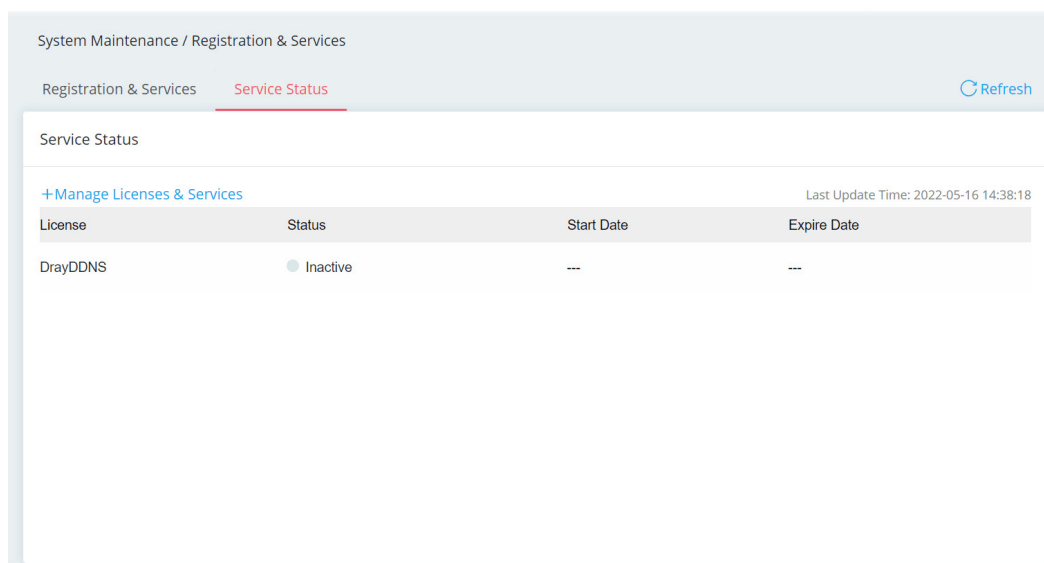 System Maintenance / Registration & Services
Registration & Services Service Status Refresh
Service Status
+Manage Licenses & Services Last Update Time: 2022-05-16 14:38:18
License Status Start Date Expire Date
DrayDDNS Inactive --- ---